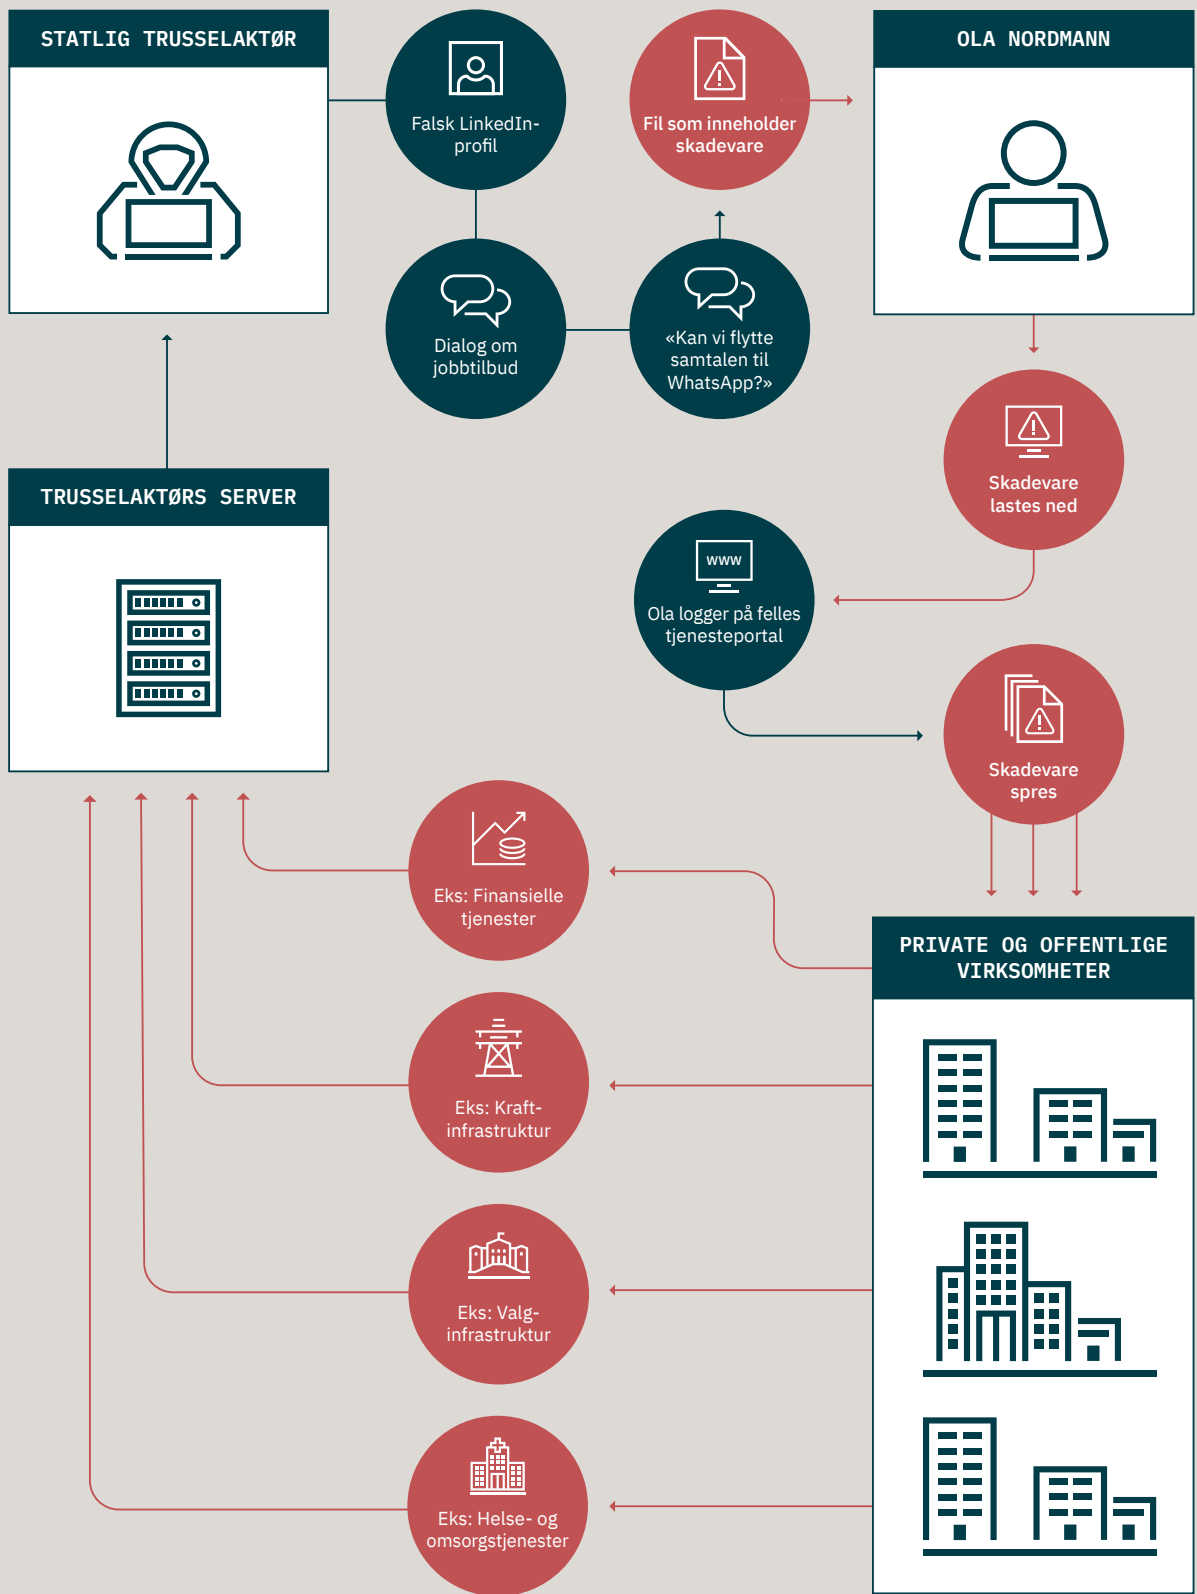 STATLIG TRUSSELAKTØR
Falsk LinkedIn-
profil
Fil som inneholder
skadevare
OLA NORDMANN
Dialog om
jobbtilbud
«Kan vi flytte
samtalen til
WhatsApp?»
Skadevare
lastes ned
TRUSSELAKTØRS SERVER
WWW
Ola logger på felles
tjenesteportal
Skadevare
spres
Eks: Finansielle
tjenester
PRIVATE OG OFFENTLIGE
VIRKSOMHETER
Eks: Kraft-
infrastruktur
Eks: Valg-
infrastruktur
Eks: Helse- og
omsorgstjenester